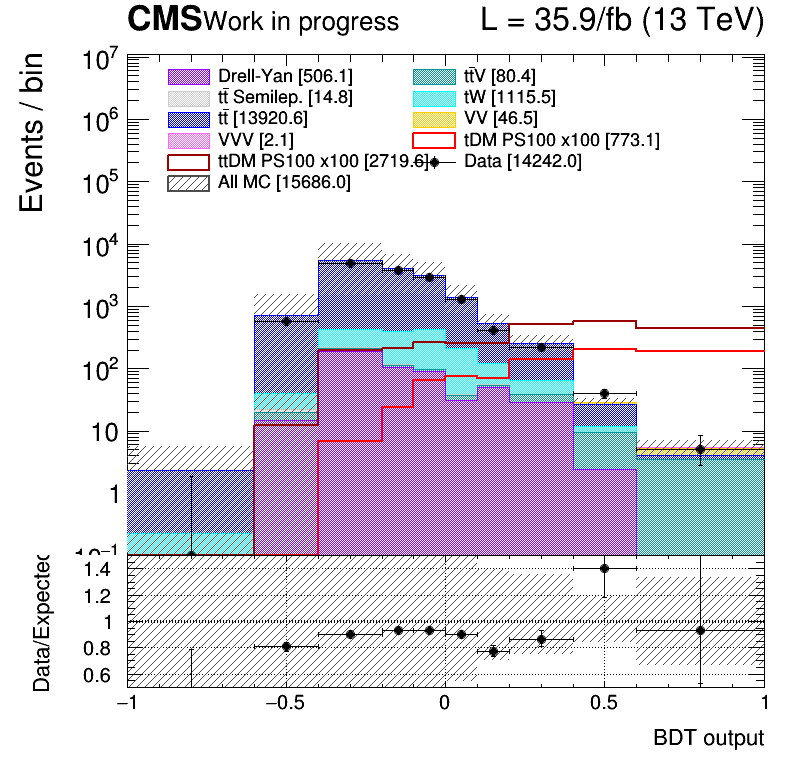 CMS Work in progress L = 35.9/fb (13 TeV)
Events / bin
10⁷
10⁶
10⁵
10⁴
10³
10²
10
1
10⁻¹
Drell-Yan [506.1] tt̄V [80.4]
tt̄ Semilep. [14.8] tW [1115.5]
tt̄ [13920.6] VV [46.5]
VVV [2.1] tDM PS100 x100 [773.1]
ttDM PS100 x100 [2719.6] Data [14242.0]
All MC [15686.0]
Data/Expected
1.4
1.2
1
0.8
0.6
−1 −0.5 0 0.5 1
BDT output